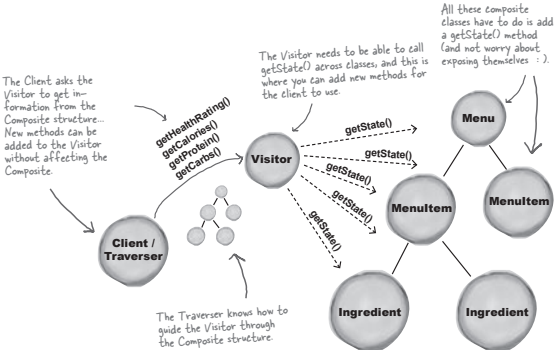 All these composite
classes have to do is add
a getState() method
(and not worry about
exposing themselves : ).
The Visitor needs to be able to call
getState() across classes, and this is
where you can add new methods for
the client to use.
The Client asks the
Visitor to get in-
formation from the
Composite structure...
New methods can be
added to the Visitor
without affecting the
Composite.
getHealthRating()
getCalories()
getProtein()
getCarbs()
Visitor
getState()
getState()
getState()
getState()
getState()
Menu
MenuItem
MenuItem
Client /
Traverser
Ingredient
Ingredient
The Traverser knows how to
guide the Visitor through
the Composite structure.